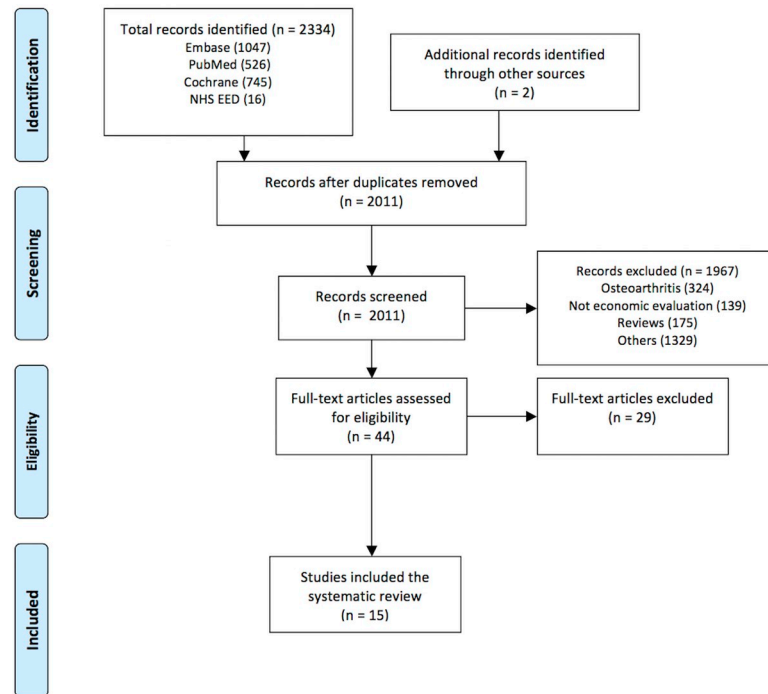 Identification
Total records identified (n = 2334)
Embase (1047)
PubMed (526)
Cochrane (745)
NHS EED (16)
Additional records identified
through other sources
(n = 2)
Records after duplicates removed
(n = 2011)
Screening
Records screened
(n = 2011)
Records excluded (n = 1967)
Osteoarthritis (324)
Not economic evaluation (139)
Reviews (175)
Others (1329)
Eligibility
Full-text articles assessed
for eligibility
(n = 44)
Full-text articles excluded
(n = 29)
Included
Studies included the
systematic review
(n = 15)